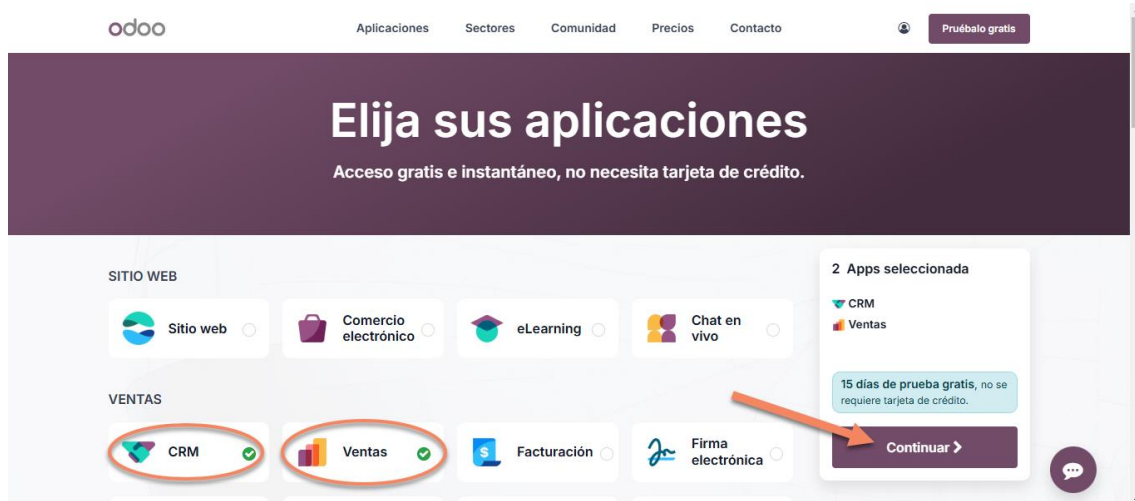 odoo
Aplicaciones Sectores Comunidad Precios Contacto
Pruébalo gratis
Elija sus aplicaciones
Acceso gratis e instantáneo, no necesita tarjeta de crédito.
SITIO WEB
Sitio web
Comercio
electrónico
eLearning
Chat en
vivo
VENTAS
CRM
Ventas
Facturación
Firma
electrónica
2 Apps seleccionada
CRM
Ventas
15 días de prueba gratis, no se
requiere tarjeta de crédito.
Continuar